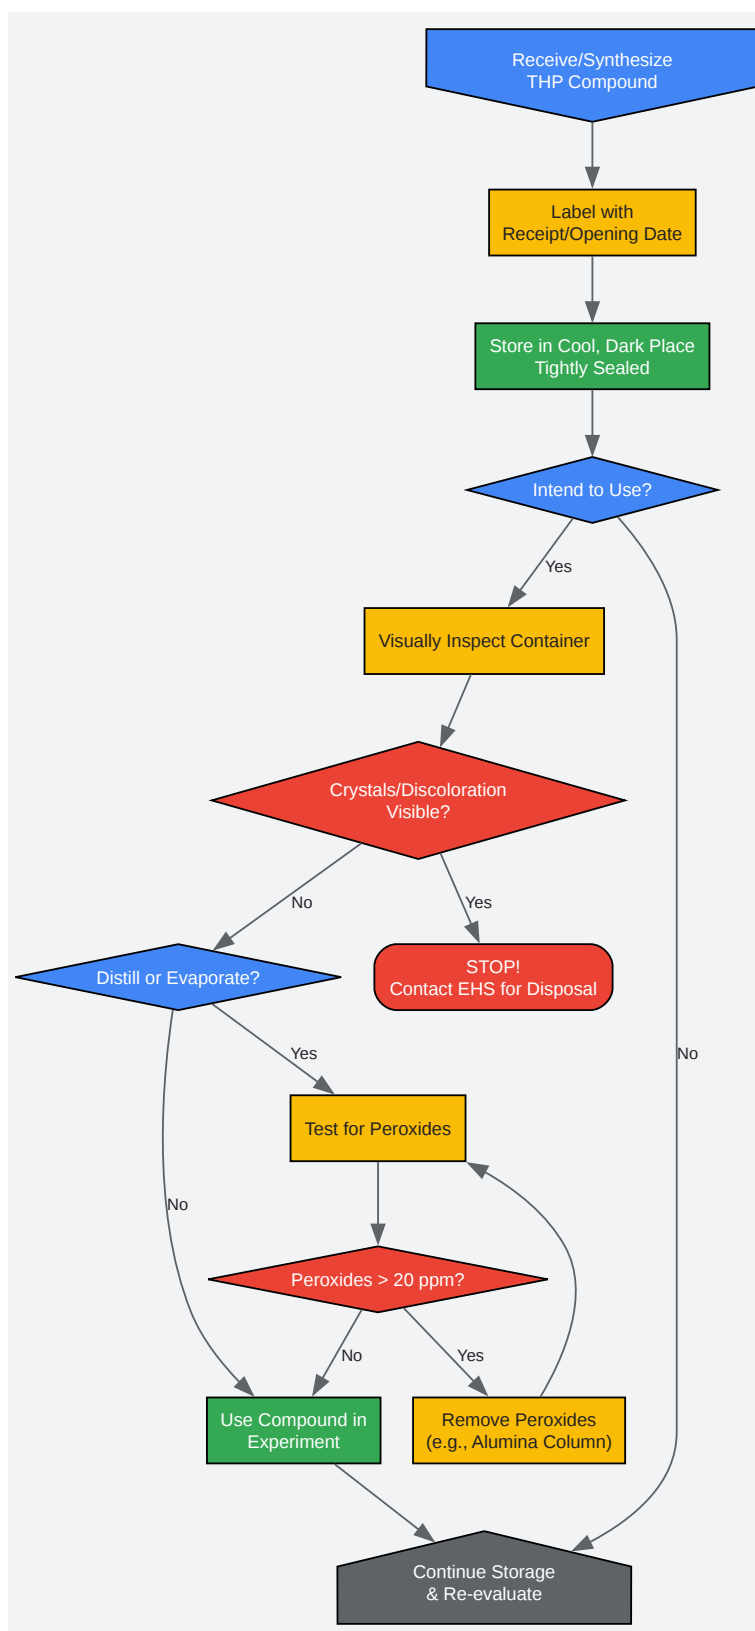 Receive/Synthesize
THP Compound
Label with
Receipt/Opening Date
Store in Cool, Dark Place
Tightly Sealed
Intend to Use?
Yes
Visually Inspect Container
Crystals/Discoloration
Visible?
No
Yes
STOP!
Contact EHS for Disposal
Distill or Evaporate?
Yes
No
Test for Peroxides
No
Peroxides > 20 ppm?
No
Yes
Use Compound in
Experiment
Remove Peroxides
(e.g., Alumina Column)
Continue Storage
& Re-evaluate